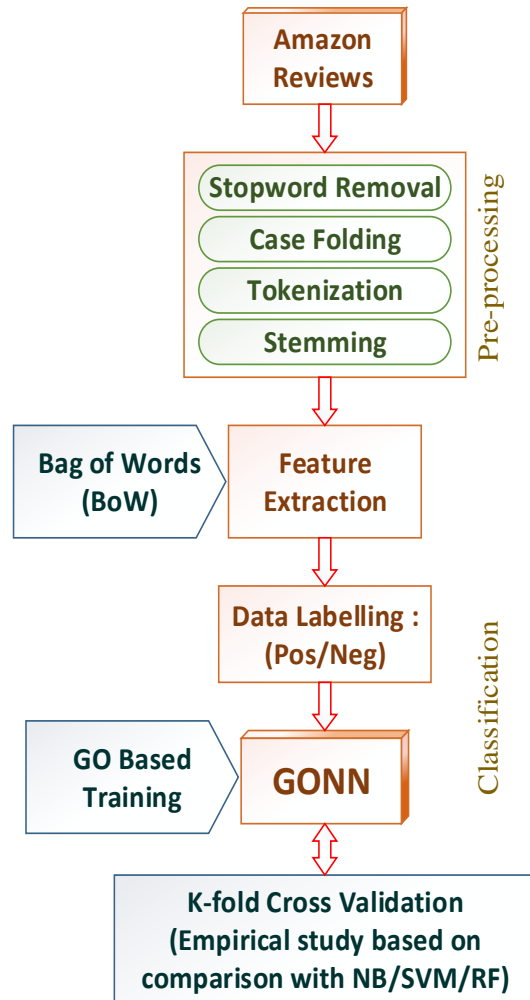 Amazon
Reviews
Stopword Removal
Case Folding
Tokenization
Stemming
Pre-processing
Bag of Words
(BoW)
Feature
Extraction
Data Labelling :
(Pos/Neg)
Classification
GO Based
Training
GONN
K-fold Cross Validation
(Empirical study based on
comparison with NB/SVM/RF)